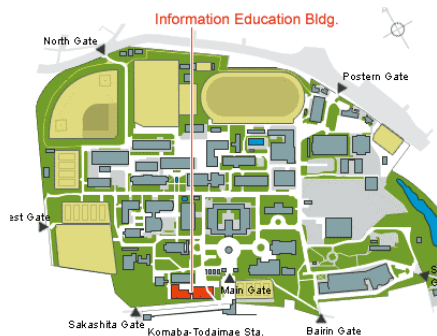 Information Education Bldg.
North Gate
Postern Gate
est Gate
Main Gate
Sakashita Gate
Komaba-Todaimae Sta.
Bairin Gate